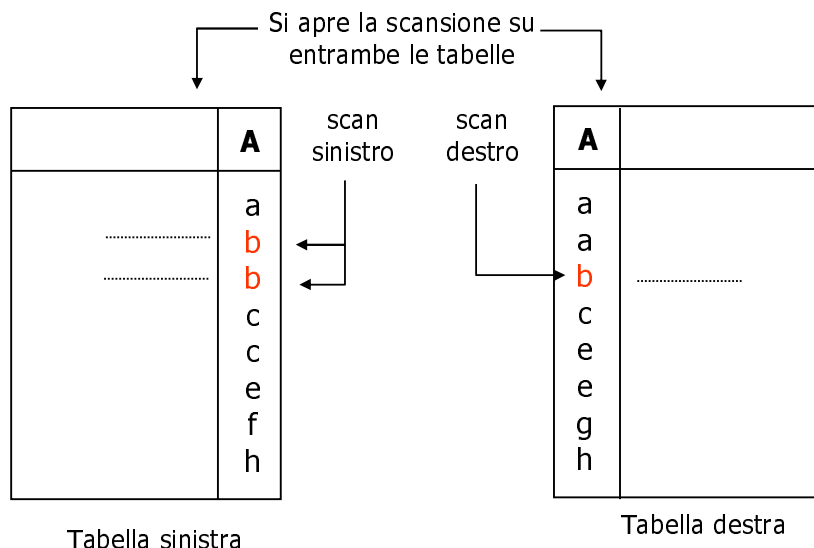 Si apre la scansione su
entrambe le tabelle
scan
sinistro
scan
destro
A
a
b
b
c
c
e
f
h
Tabella sinistra
A
a
a
b
c
e
e
g
h
Tabella destra